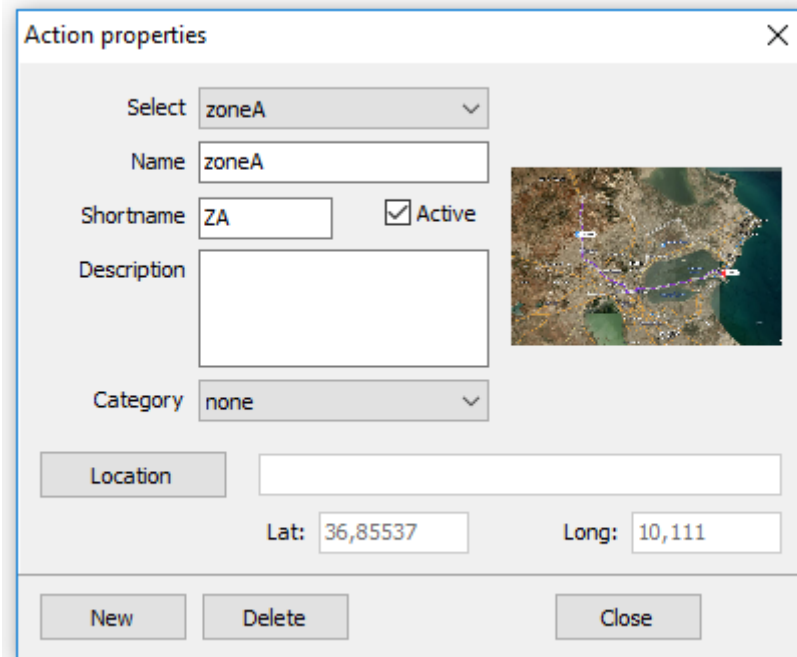 Action properties
Select zoneA
Name zoneA
Shortname ZA Active
Description
Category none
Location
Lat: 36,85537 Long: 10,111
New Delete Close